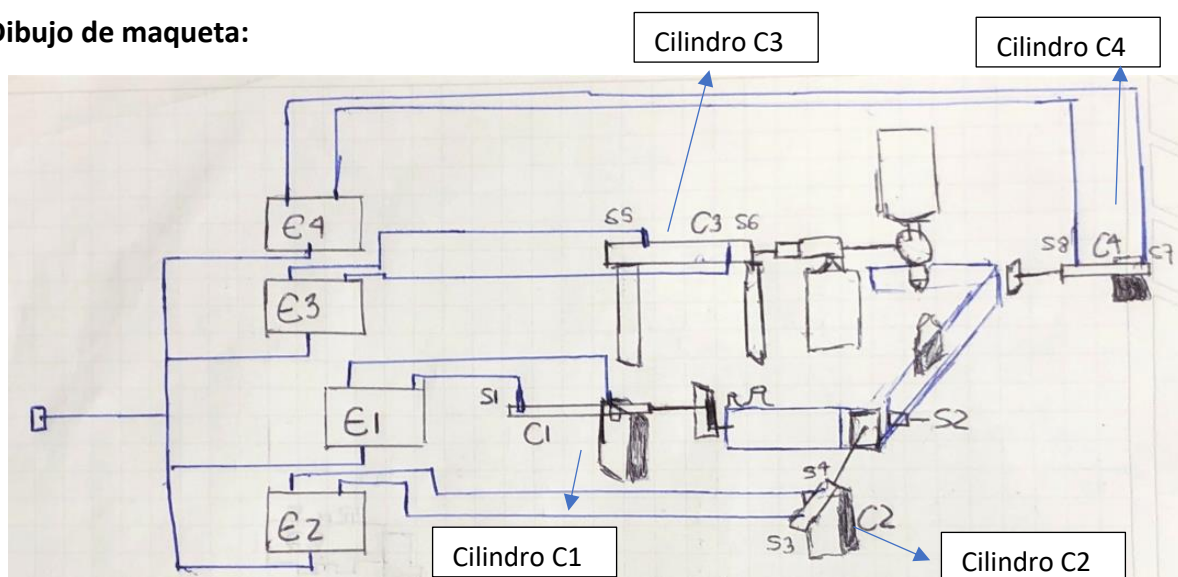 Dibujo de maqueta:
Cilindro C3
Cilindro C4
E4
S5
C3
S6
S8
C4
S7
E3
E1
S1
C1
S2
E2
S4
S3
C2
Cilindro C1
Cilindro C2